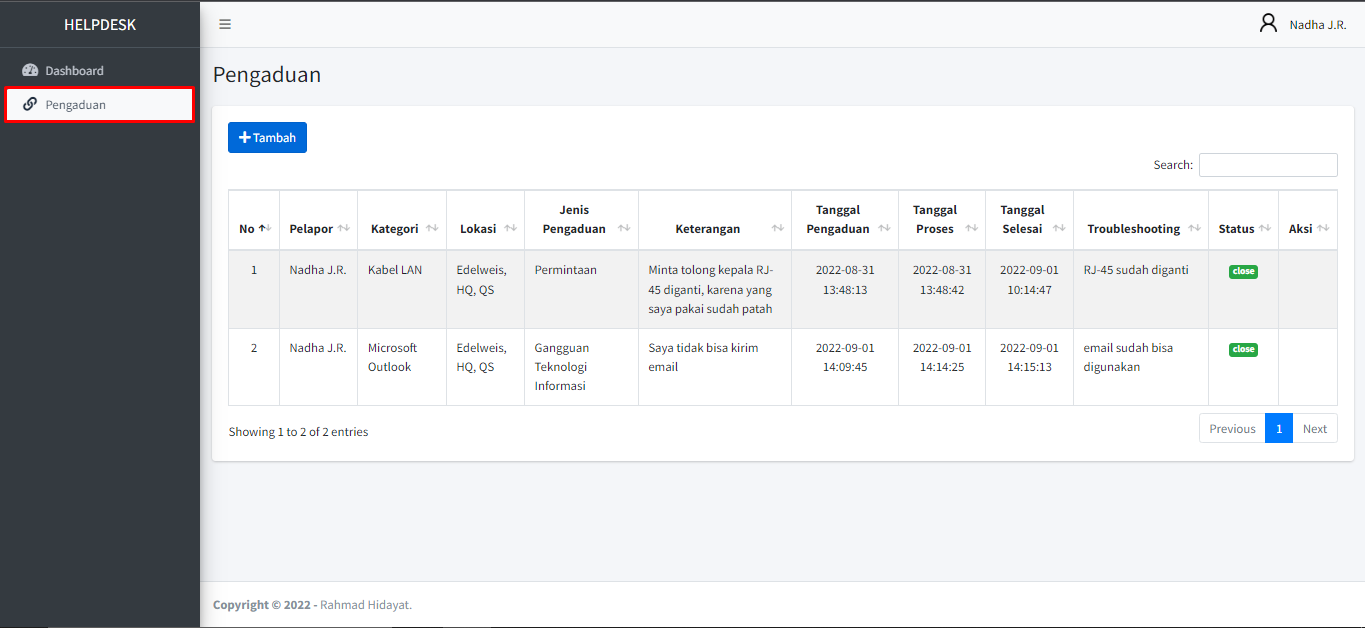 HELPDESK
Nadha J.R.
Dashboard
Pengaduan
Pengaduan
Tambah
Search:
No Pelapor Kategori Lokasi Jenis Pengaduan Keterangan Tanggal Pengaduan Tanggal Proses Tanggal Selesai Troubleshooting Status Aksi
1 Nadha J.R. Kabel LAN Edelweis, Permintaan Minta tolong kepala RJ- 2022-08-31 2022-08-31 2022-09-01 RJ-45 sudah diganti close
HQ, QS 45 diganti, karena yang 13:48:13 13:48:42 10:14:47
saya pakai sudah patah
2 Nadha J.R. Microsoft Edelweis, Gangguan Saya tidak bisa kirim 2022-09-01 2022-09-01 2022-09-01 email sudah bisa close
Outlook HQ, QS Teknologi email 14:09:45 14:14:25 14:15:13 digunakan
Informasi
Showing 1 to 2 of 2 entries
Previous 1 Next
Copyright © 2022 - Rahmad Hidayat.